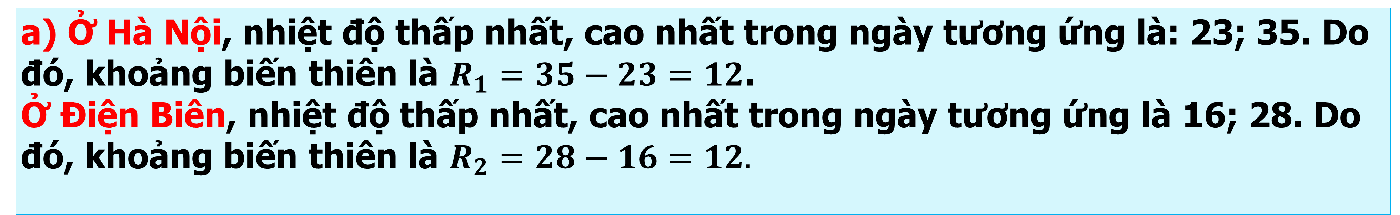 a) Ở Hà Nội, nhiệt độ thấp nhất, cao nhất trong ngày tương ứng là: 23; 35. Do
đó, khoảng biến thiên là R₁ = 35 − 23 = 12.
Ở Điện Biên, nhiệt độ thấp nhất, cao nhất trong ngày tương ứng là 16; 28. Do
đó, khoảng biến thiên là R₂ = 28 − 16 = 12.